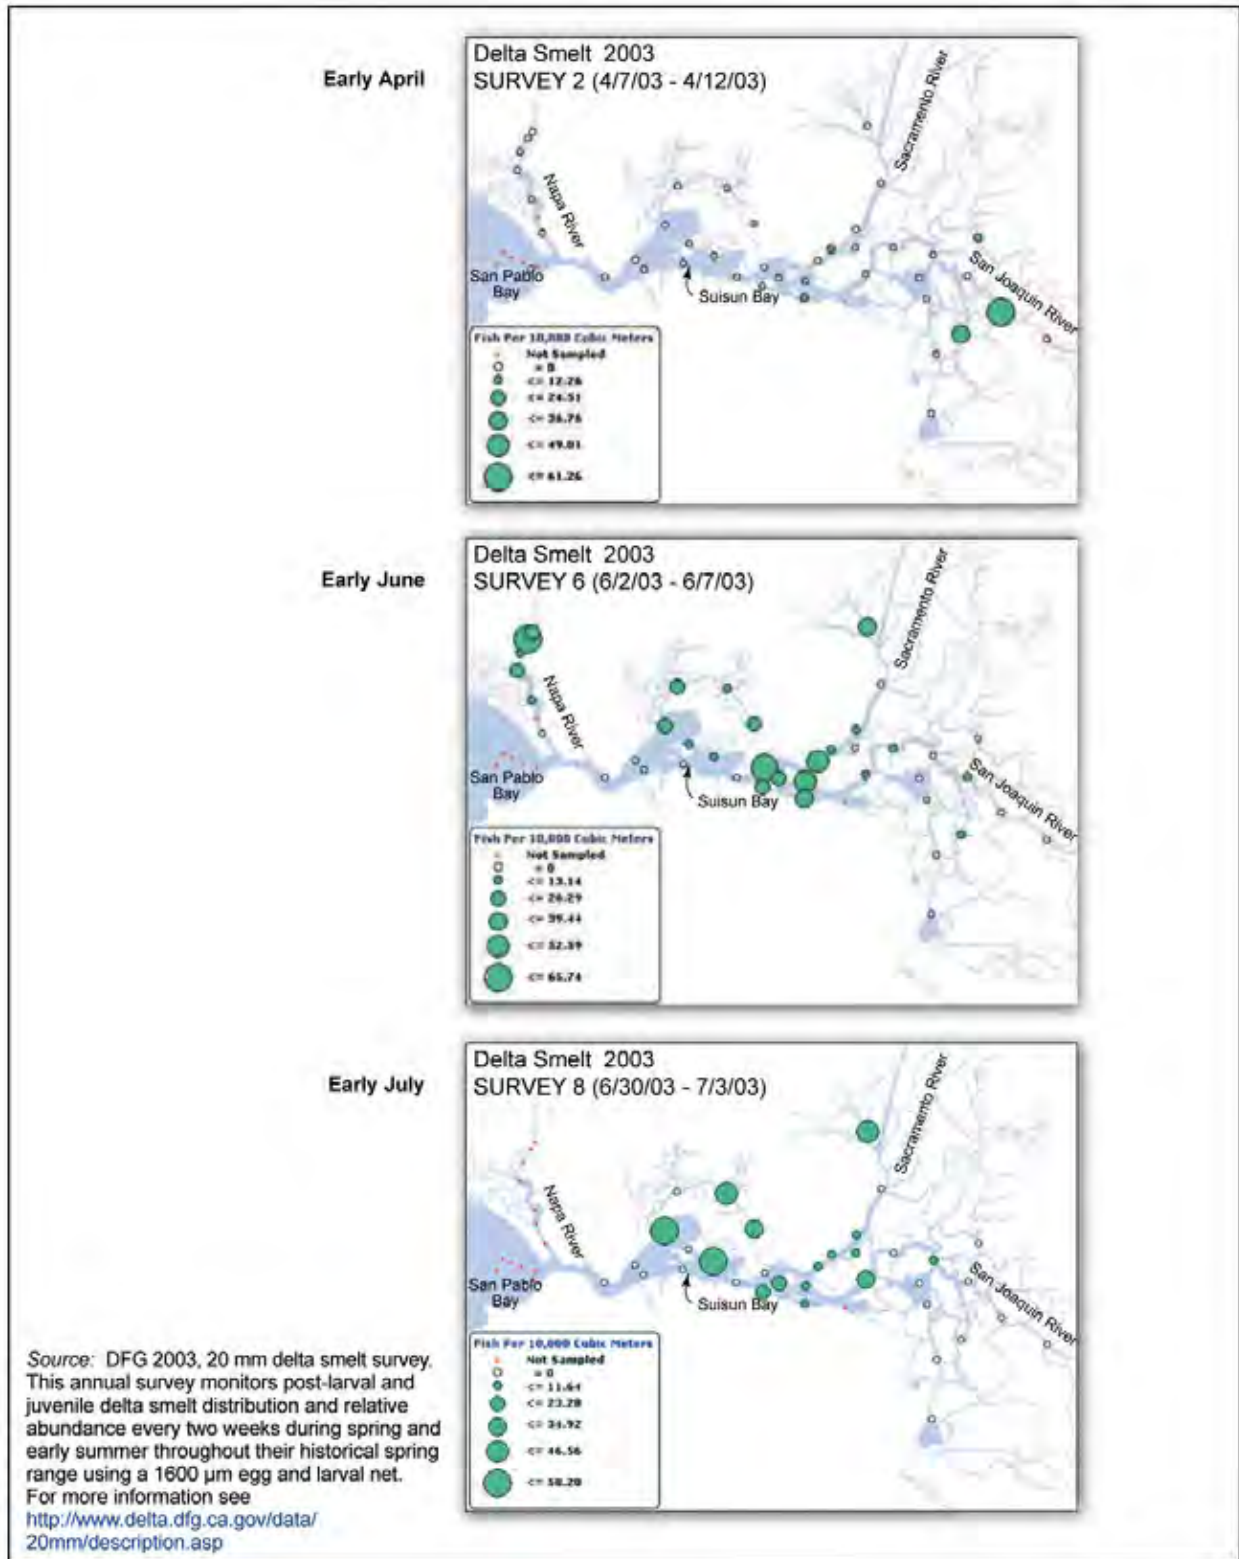 Early April
Delta Smelt 2003
SURVEY 2 (4/7/03 - 4/12/03)
Sacramento River
Napa River
San Pablo
Bay
Suisun Bay
San Joaquin River
Fish Per 10,000 Cubic Meters
Not Sampled
= 0
<= 12.26
<= 24.51
<= 36.76
<= 49.01
<= 61.26
Early June
Delta Smelt 2003
SURVEY 6 (6/2/03 - 6/7/03)
Sacramento River
Napa River
San Pablo
Bay
Suisun Bay
San Joaquin River
Fish Per 10,000 Cubic Meters
Not Sampled
= 0
<= 13.14
<= 26.29
<= 39.44
<= 52.59
<= 65.74
Early July
Delta Smelt 2003
SURVEY 8 (6/30/03 - 7/3/03)
Sacramento River
Napa River
San Pablo
Bay
Suisun Bay
San Joaquin River
Fish Per 10,000 Cubic Meters
Not Sampled
= 0
<= 11.64
<= 23.28
<= 34.92
<= 46.56
<= 58.20
Source: DFG 2003, 20 mm delta smelt survey.
This annual survey monitors post-larval and
juvenile delta smelt distribution and relative
abundance every two weeks during spring and
early summer throughout their historical spring
range using a 1600 µm egg and larval net.
For more information see
http://www.delta.dfg.ca.gov/data/
20mm/description.asp